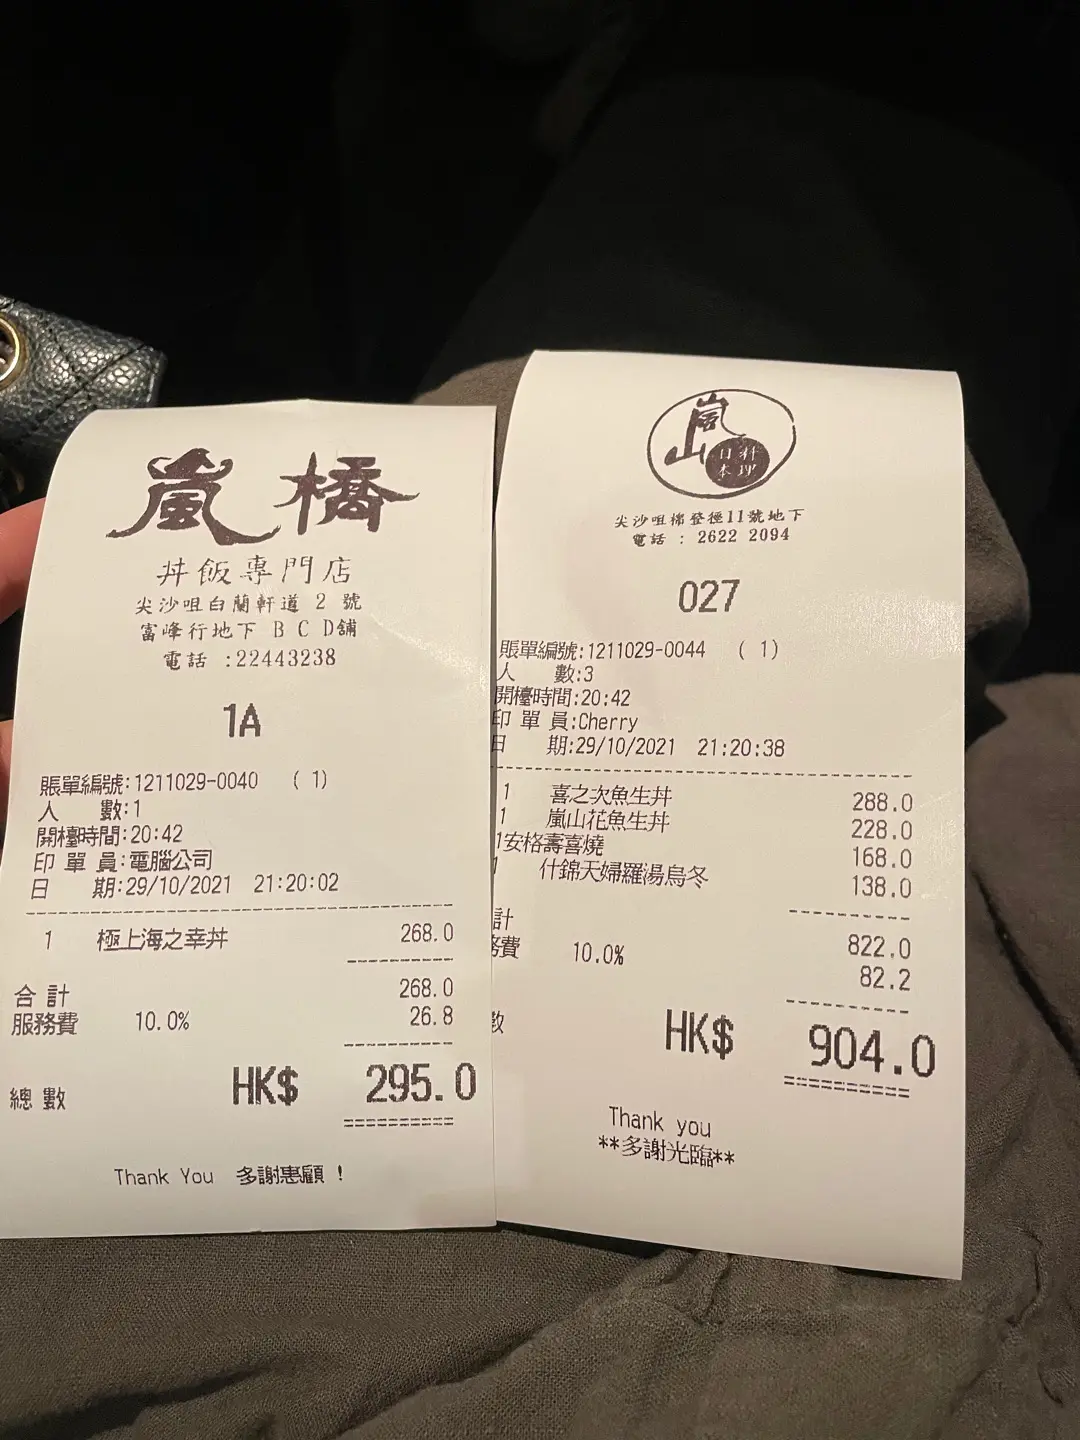 嵐橋
丼飯專門店
尖沙咀白蘭軒道 2 號
富峰行地下 B C D舖
電話 :22443238
1A
賬單編號:1211029-0040 ( 1)
人 數:1
開檯時間:20:42
印 單 員:電腦公司
日 期:29/10/2021 21:20:02
1 極上海之幸丼 268.0
合 計 268.0
服務費 10.0% 26.8
總 數 HK$ 295.0
Thank You 多謝惠顧 !
嵐山
日本料理
尖沙咀棉登徑11號地下
電話 : 2622 2094
027
賬單編號:1211029-0044 ( 1)
人 數:3
開檯時間:20:42
印 單 員:Cherry
日 期:29/10/2021 21:20:38
1 喜之次魚生丼 288.0
1 嵐山花魚生丼 228.0
1安格壽喜燒 168.0
1 什錦天婦羅湯烏冬 138.0
計 822.0
務費 10.0% 82.2
數 HK$ 904.0
Thank you
**多謝光臨**